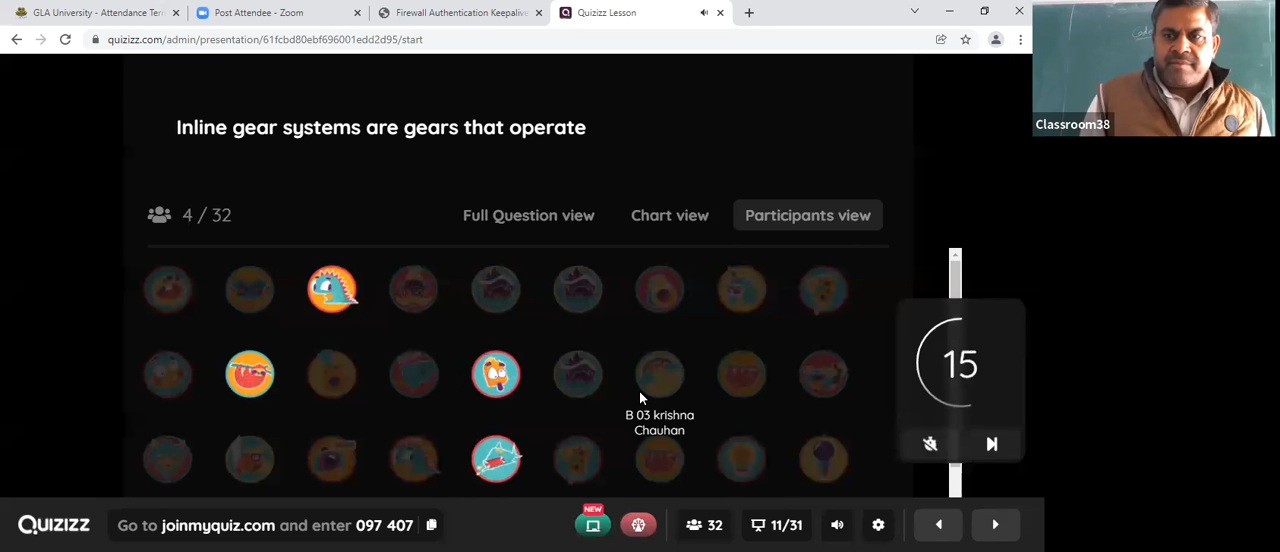 GLA University - Attendance Terr
Post Attendee - Zoom
Firewall Authentication Keepalive
Quizizz Lesson
quizizz.com/admin/presentation/61fcbd80ebf696001edd2d95/start
Classroom38
Inline gear systems are gears that operate
4 / 32
Full Question view
Chart view
Participants view
15
B 03 krishna
Chauhan
NEW
Quizizz
Go to joinmyquiz.com and enter 097 407
32
11/31